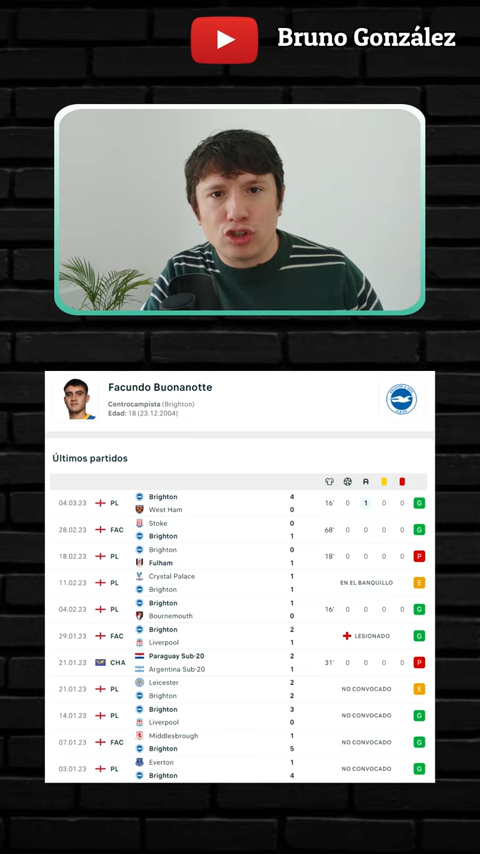 Bruno González
Facundo Buonanotte
Centrocampista (Brighton)
Edad: 18 (23.12.2004)
Últimos partidos
A
04.03.23 PL Brighton 4 16' 0 1 0 0 G
West Ham 0
28.02.23 FAC Stoke 0 68' 0 0 0 0 G
Brighton 1
18.02.23 PL Brighton 0 18' 0 0 0 0 P
Fulham 1
11.02.23 PL Crystal Palace 1 EN EL BANQUILLO E
Brighton 1
04.02.23 PL Brighton 1 16' 0 0 0 0 G
Bournemouth 0
29.01.23 FAC Brighton 2 LESIONADO G
Liverpool 1
21.01.23 CHA Paraguay Sub-20 2 31' 0 0 0 0 P
Argentina Sub-20 1
21.01.23 PL Leicester 2 NO CONVOCADO E
Brighton 2
14.01.23 PL Brighton 3 NO CONVOCADO G
Liverpool 0
07.01.23 FAC Middlesbrough 1 NO CONVOCADO G
Brighton 5
03.01.23 PL Everton 1 NO CONVOCADO G
Brighton 4